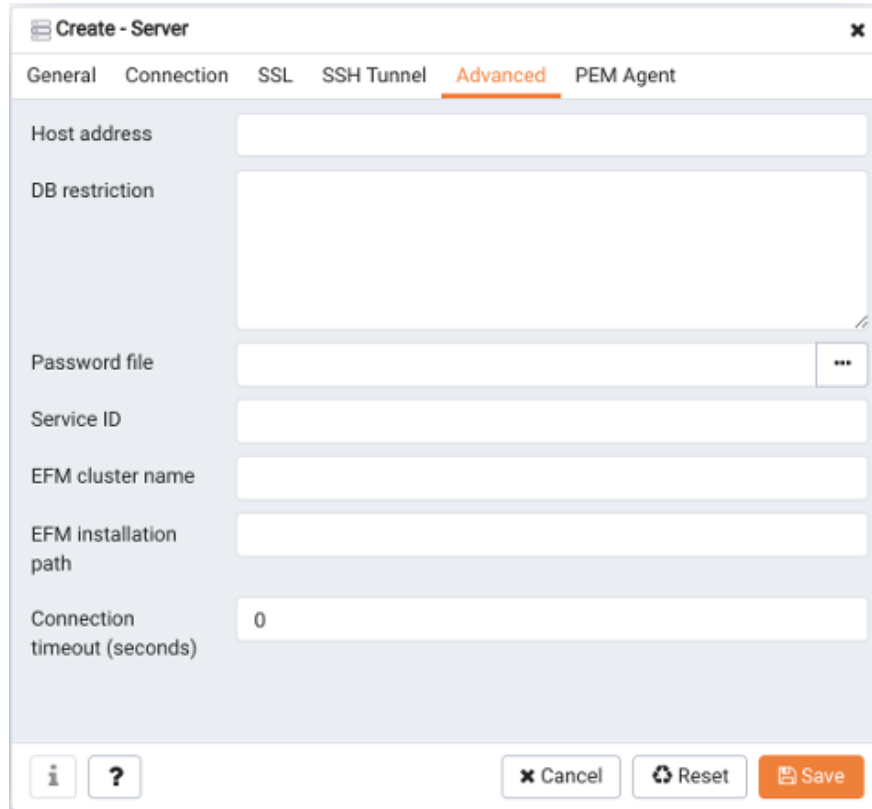 Create - Server
General Connection SSL SSH Tunnel Advanced PEM Agent
Host address
DB restriction
Password file
Service ID
EFM cluster name
EFM installation
path
Connection
timeout (seconds)
0
i ? Cancel Reset Save